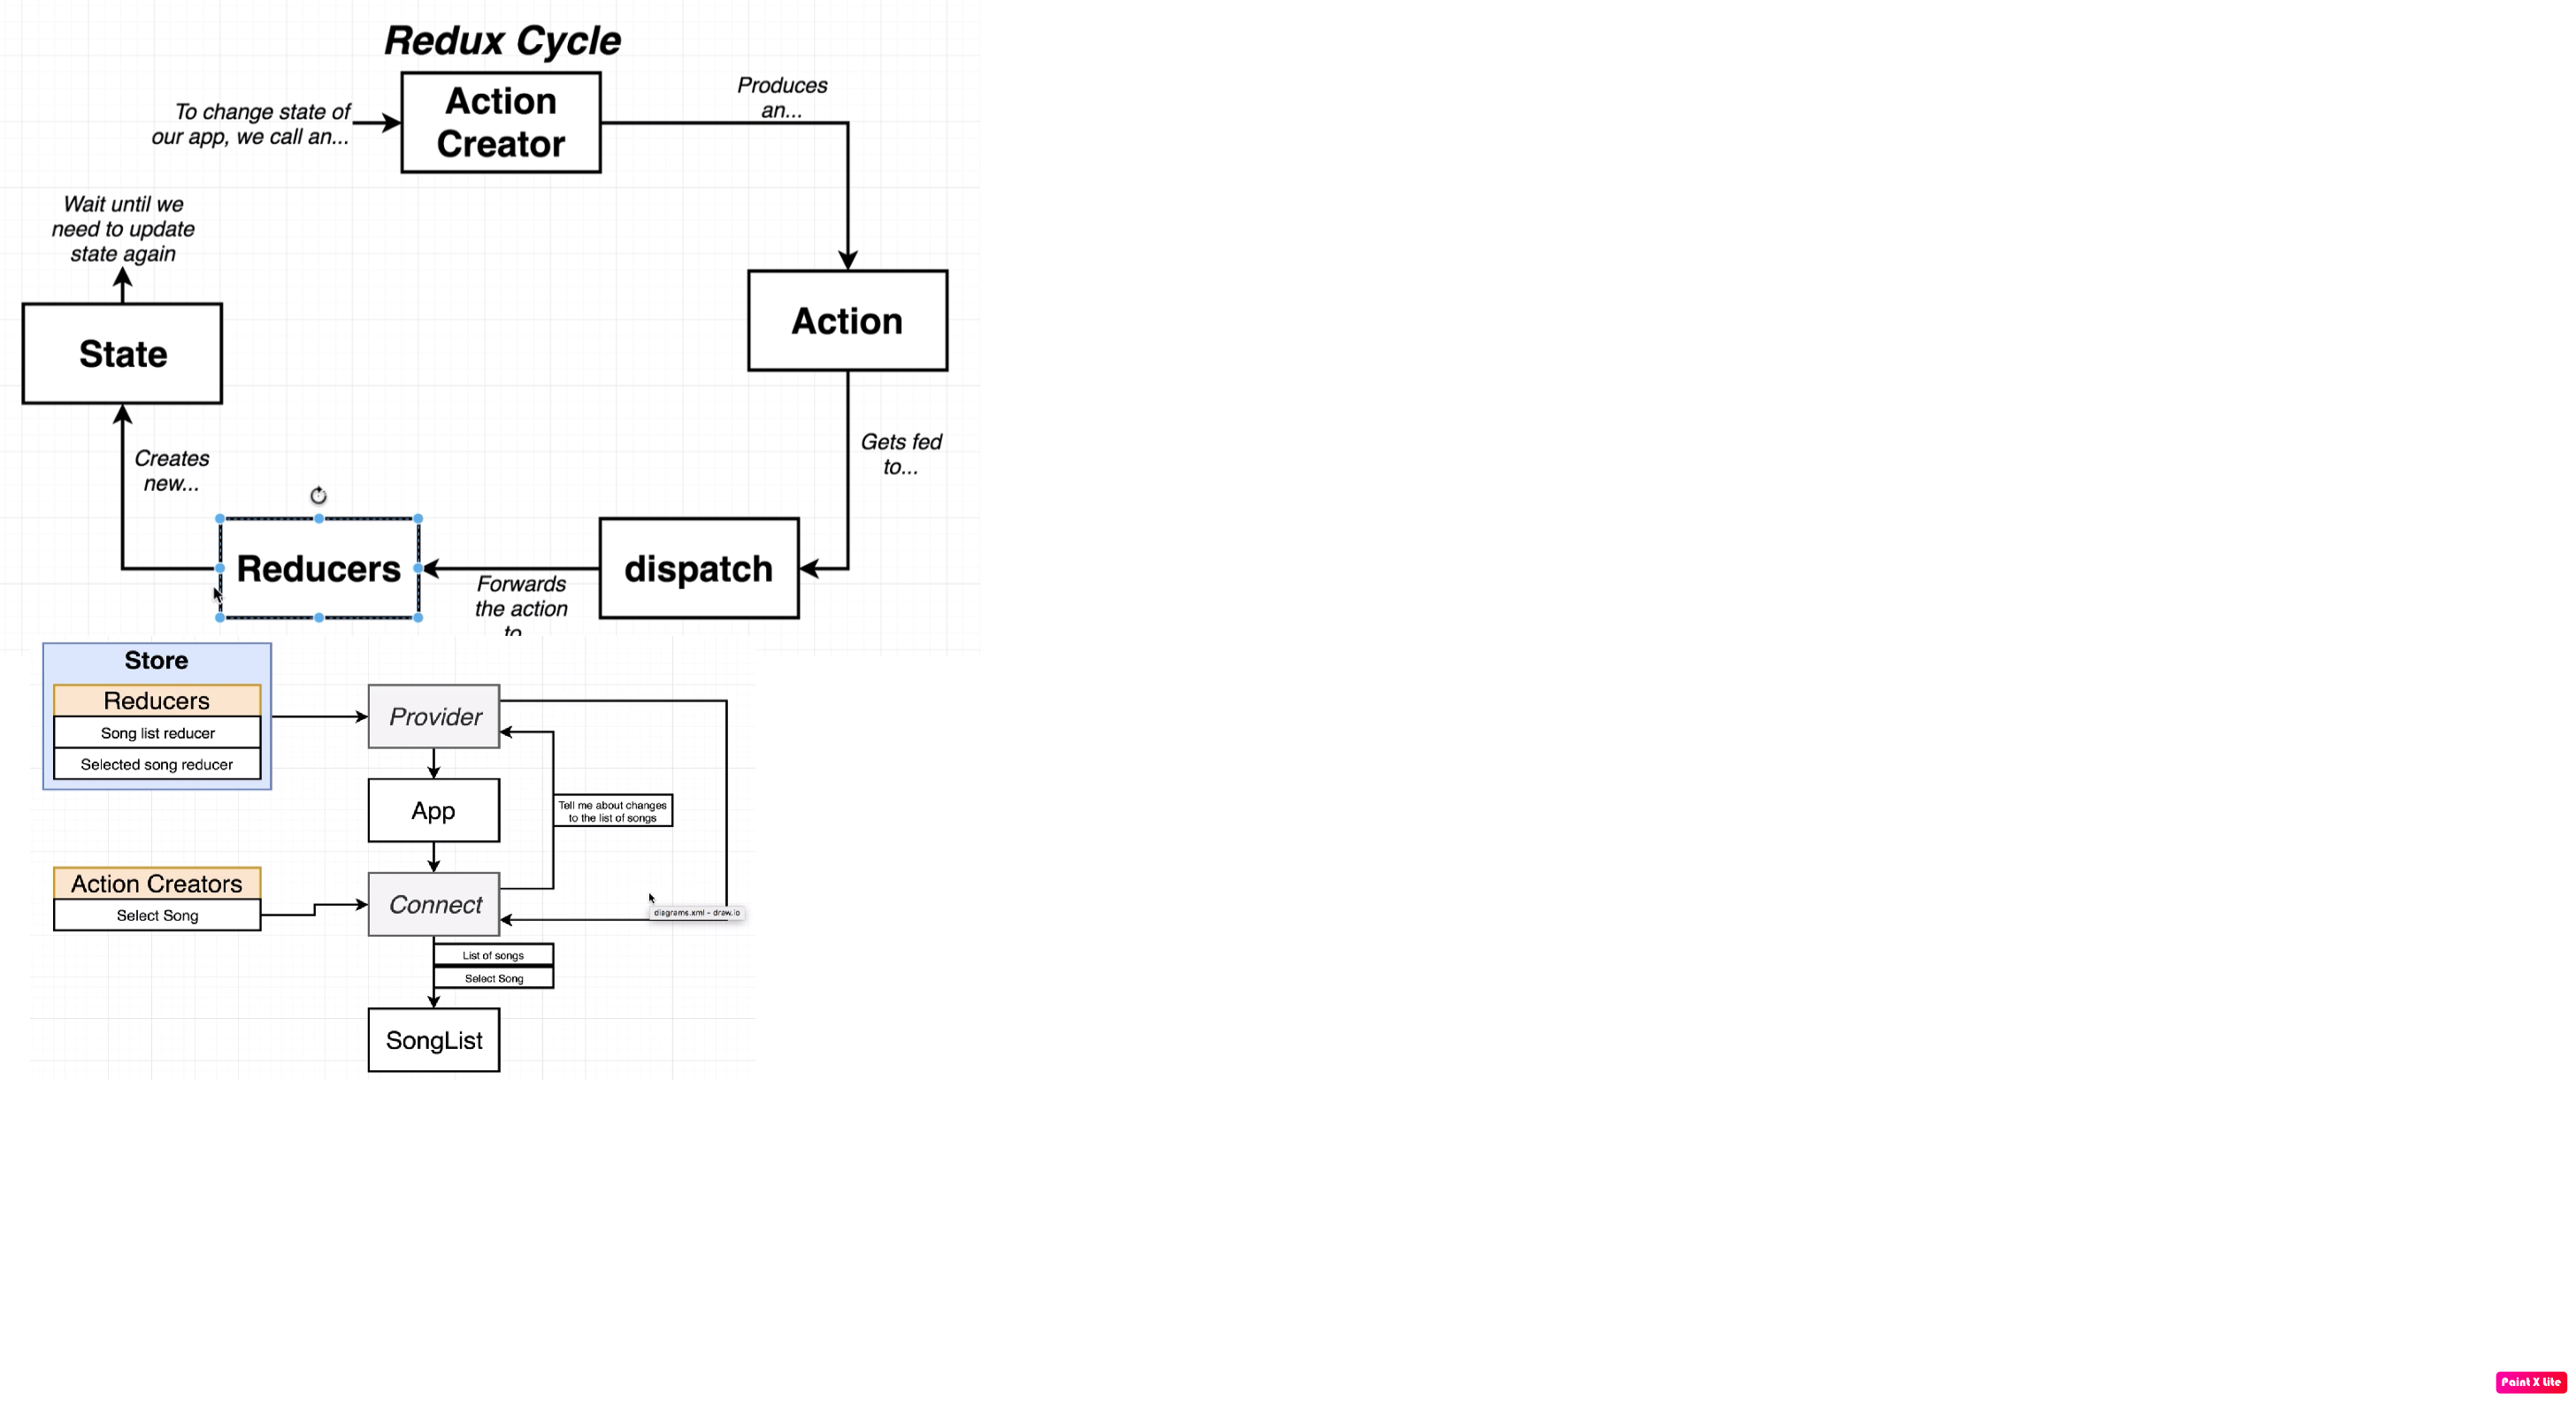 Redux Cycle
To change state of
our app, we call an...
Action
Creator
Produces
an...
Wait until we
need to update
state again
State
Action
Creates
new...
Gets fed
to...
Reducers
Forwards
the action
to
dispatch
Store
Reducers
Song list reducer
Selected song reducer
Provider
App
Tell me about changes
to the list of songs
Action Creators
Select Song
Connect
diagrams.xml - draw.io
List of songs
Select Song
SongList
Paint X Lite